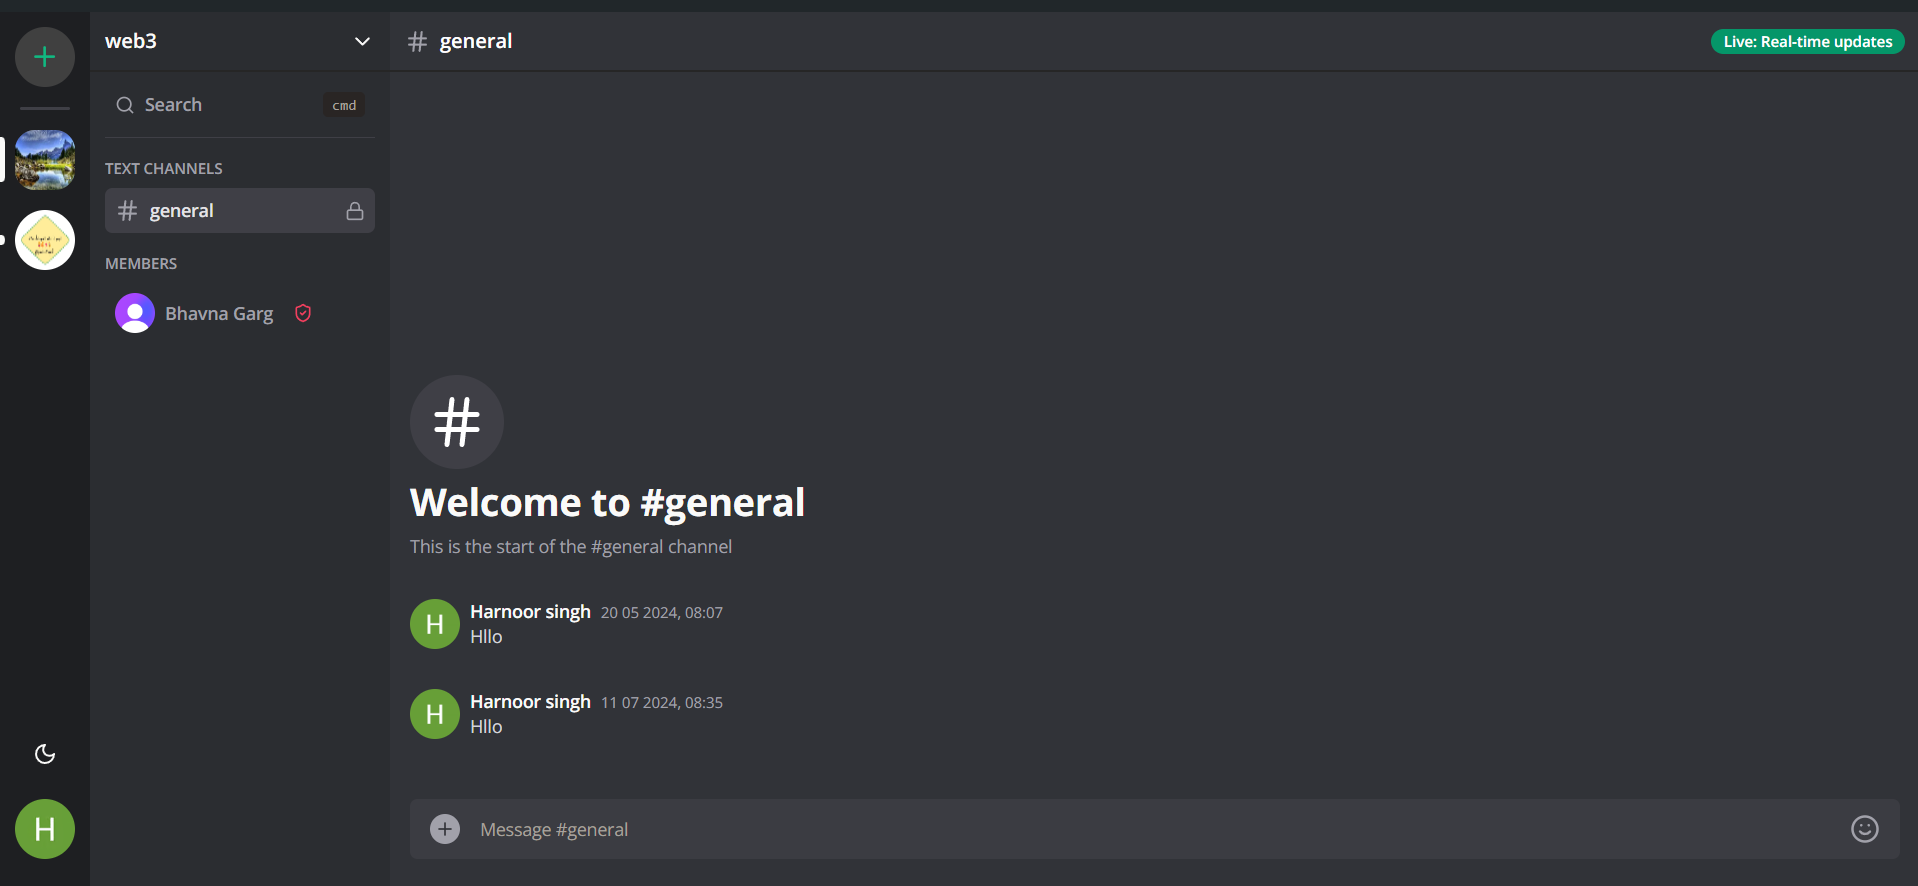 web3
# general
Live: Real-time updates
Search cmd
TEXT CHANNELS
# general
MEMBERS
Bhavna Garg
#
Welcome to #general
This is the start of the #general channel
H Harnoor singh 20 05 2024, 08:07
Hllo
H Harnoor singh 11 07 2024, 08:35
Hllo
H
+ Message #general